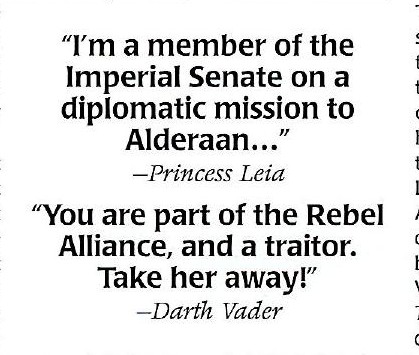 “I’m a member of the
Imperial Senate on a
diplomatic mission to
Alderaan...”
–Princess Leia
“You are part of the Rebel
Alliance, and a traitor.
Take her away!”
–Darth Vader